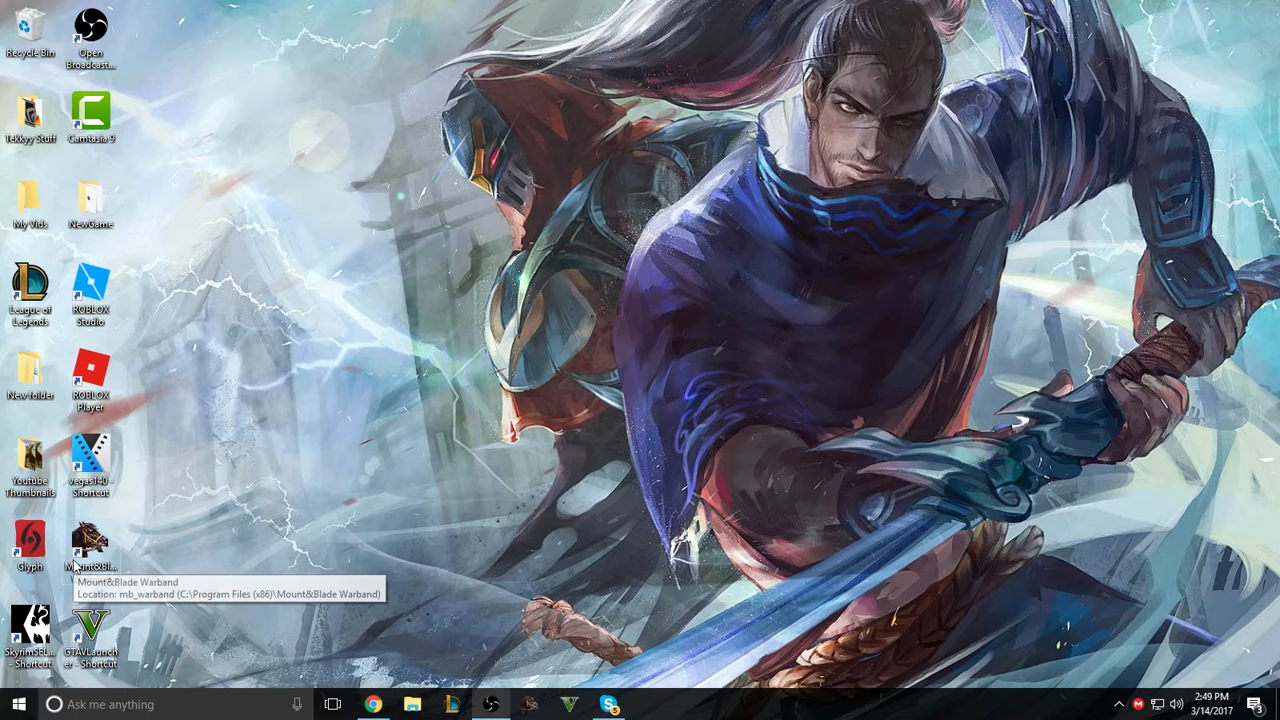 Recycle Bin
Open
Broadcast...
Tekkyy Stuff
Camtasia 9
My Vids
NewGame
League of
Legends
ROBLOX
Studio
New folder
ROBLOX
Player
Youtube
Thumbnails
vegas140 -
Shortcut
Glyph
Mount&Bl...
Mount&Blade Warband
Location: mb_warband (C:\Program Files (x86)\Mount&Blade Warband)
SkyrimSEL...
- Shortcut
GTAVLaunch
er - Shortcut
Ask me anything
2:49 PM
3/14/2017